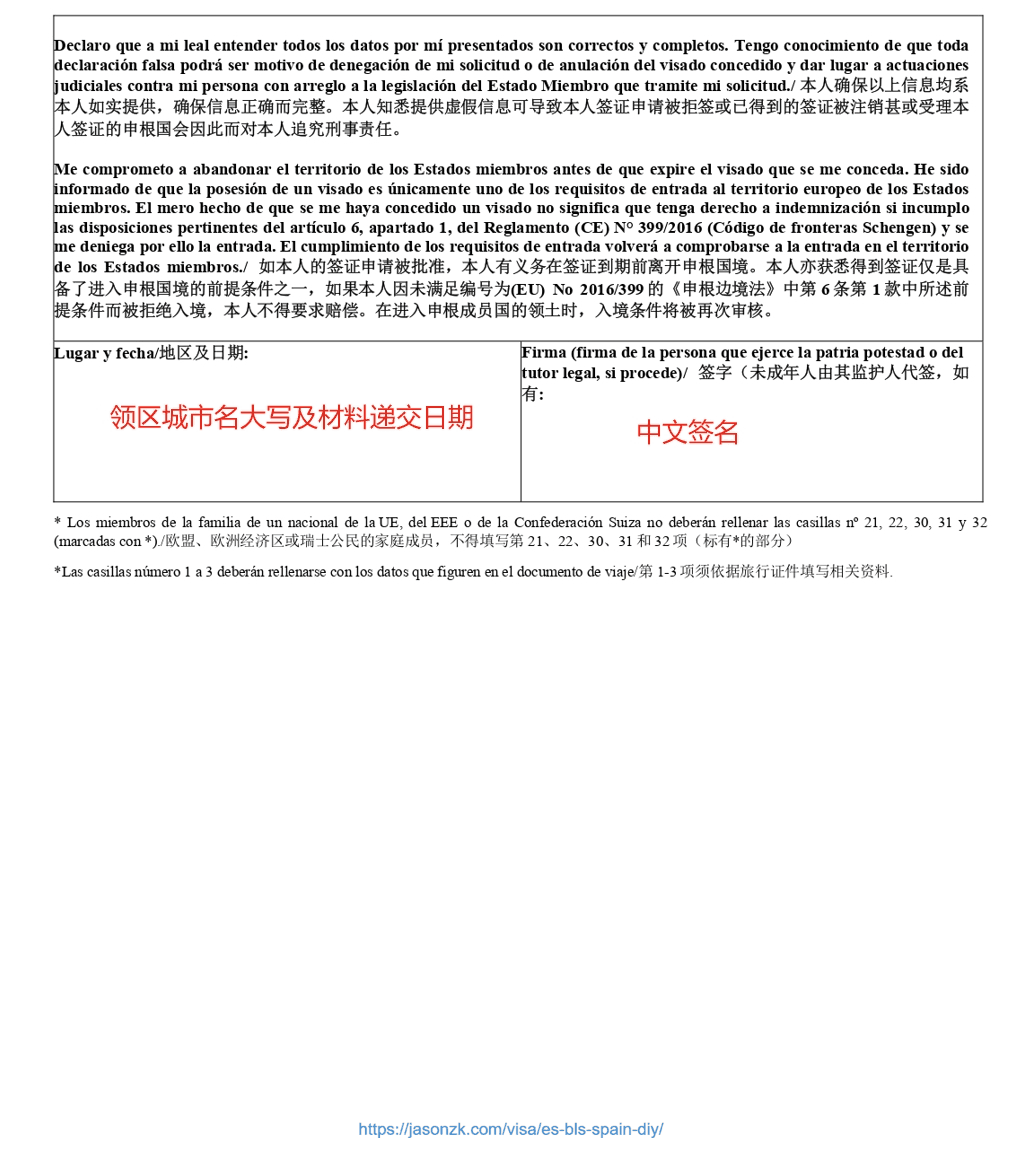 Declaro que a mi leal entender todos los datos por mí presentados son correctos y completos. Tengo conocimiento de que toda
declaración falsa podrá ser motivo de denegación de mi solicitud o de anulación del visado concedido y dar lugar a actuaciones
judiciales contra mi persona con arreglo a la legislación del Estado Miembro que tramite mi solicitud./ 本人确保以上信息均系
本人如实提供，确保信息正确而完整。本人知悉提供虚假信息可导致本人签证申请被拒签或已得到的签证被注销甚或受理本
人签证的申根国会因此而对本人追究刑事责任。
Me comprometo a abandonar el territorio de los Estados miembros antes de que expire el visado que se me conceda. He sido
informado de que la posesión de un visado es únicamente uno de los requisitos de entrada al territorio europeo de los Estados
miembros. El mero hecho de que se me haya concedido un visado no significa que tenga derecho a indemnización si incumplo
las disposiciones pertinentes del artículo 6, apartado 1, del Reglamento (CE) N° 399/2016 (Código de fronteras Schengen) y se
me deniega por ello la entrada. El cumplimiento de los requisitos de entrada volverá a comprobarse a la entrada en el territorio
de los Estados miembros./ 如本人的签证申请被批准，本人有义务在签证到期前离开申根国境。本人亦获悉得到签证仅是具
备了进入申根国境的前提条件之一，如果本人因未满足编号为(EU) No 2016/399 的《申根边境法》中第 6 条第 1 款中所述前
提条件而被拒绝入境，本人不得要求赔偿。在进入申根成员国的领土时，入境条件将被再次审核。
Lugar y fecha/地区及日期:
领区城市名大写及材料递交日期
Firma (firma de la persona que ejerce la patria potestad o del
tutor legal, si procede)/ 签字（未成年人由其监护人代签，如
有:
中文签名
* Los miembros de la familia de un nacional de la UE, del EEE o de la Confederación Suiza no deberán rellenar las casillas nº 21, 22, 30, 31 y 32
(marcadas con *)./欧盟、欧洲经济区或瑞士公民的家庭成员，不得填写第 21、22、30、31 和 32 项（标有*的部分）
*Las casillas número 1 a 3 deberán rellenarse con los datos que figuren en el documento de viaje/第 1-3 项须依据旅行证件填写相关资料.
https://jasonzk.com/visa/es-bls-spain-diy/